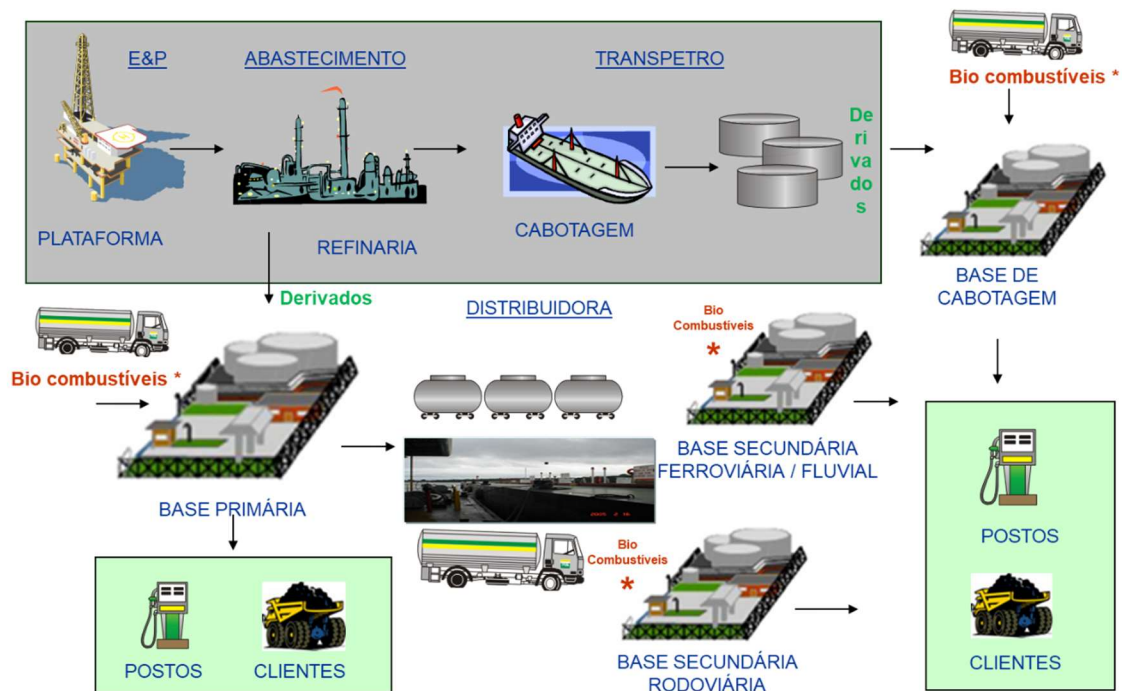 E&P
ABASTECIMENTO
TRANSPETRO
Bio combustíveis *
De
ri
va
do
s
PLATAFORMA
REFINARIA
CABOTAGEM
BASE DE
CABOTAGEM
Derivados
DISTRIBUIDORA
Bio
Combustíveis
*
Bio combustíveis *
BASE SECUNDÁRIA
FERROVIÁRIA / FLUVIAL
BASE PRIMÁRIA
POSTOS
Bio
Combustíveis
*
POSTOS
CLIENTES
BASE SECUNDÁRIA
RODOVIÁRIA
CLIENTES